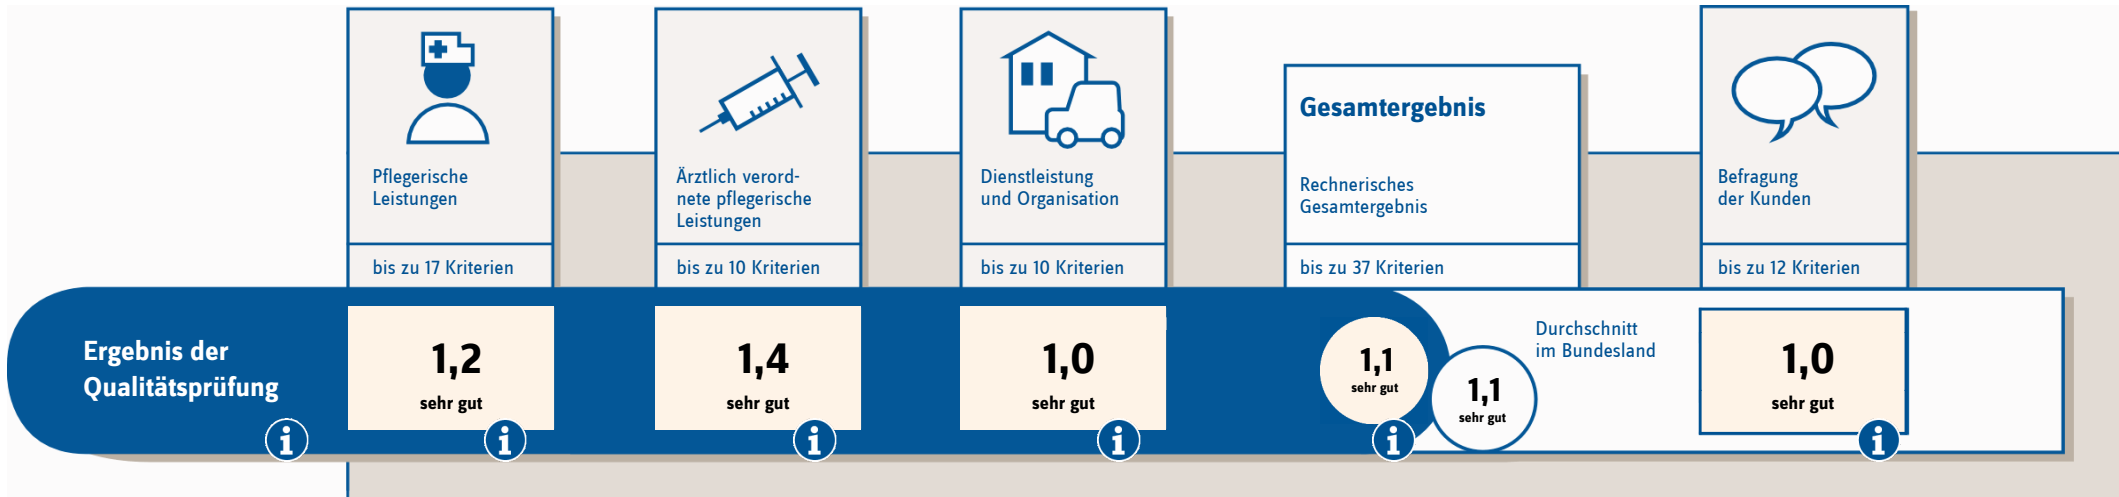 Pflegerische
Leistungen
bis zu 17 Kriterien
Ärztlich verord-
nete pflegerische
Leistungen
bis zu 10 Kriterien
Dienstleistung
und Organisation
bis zu 10 Kriterien
Gesamtergebnis
Rechnerisches
Gesamtergebnis
bis zu 37 Kriterien
Befragung
der Kunden
bis zu 12 Kriterien
Ergebnis der
Qualitätsprüfung
i
1,2
sehr gut
i
1,4
sehr gut
i
1,0
sehr gut
i
1,1
sehr gut
i
1,1
sehr gut
Durchschnitt
im Bundesland
1,0
sehr gut
i